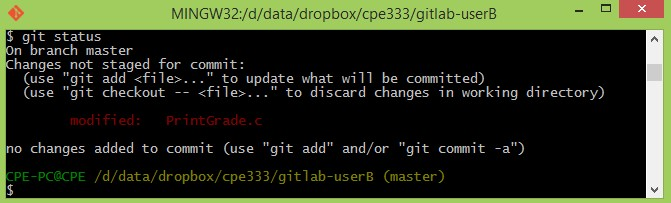 MINGW32:/d/data/dropbox/cpe333/gitlab-userB
$ git status
On branch master
Changes not staged for commit:
  (use "git add <file>..." to update what will be committed)
  (use "git checkout -- <file>..." to discard changes in working directory)
        modified:   PrintGrade.c
no changes added to commit (use "git add" and/or "git commit -a")
CPE-PC@CPE /d/data/dropbox/cpe333/gitlab-userB (master)
$